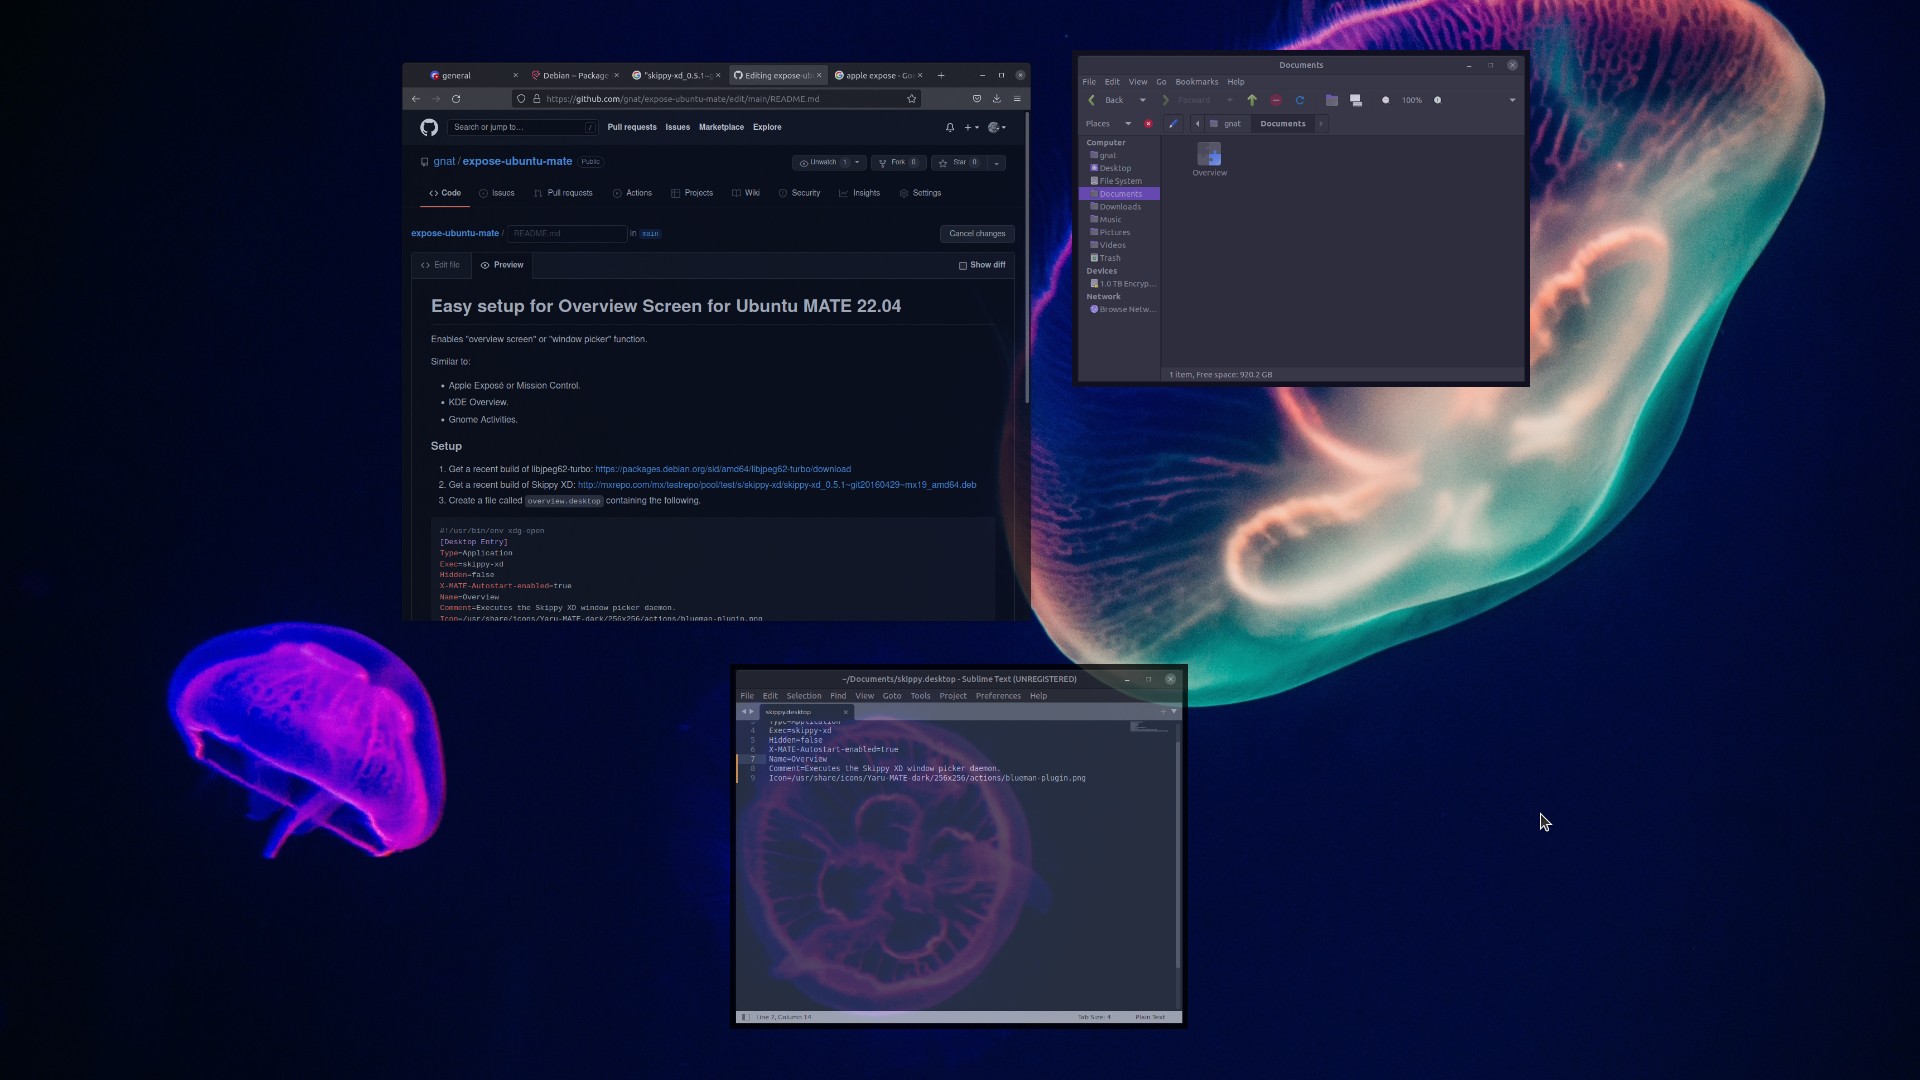 general
Debian -- Package
"skippy-xd_0.5.1~g
Editing expose-ub
apple expose - Go
https://github.com/gnat/expose-ubuntu-mate/edit/main/README.md
Search or jump to… /
Pull requests Issues Marketplace Explore
gnat / expose-ubuntu-mate Public
Unwatch 1
Fork 0
Star 0
Code Issues Pull requests Actions Projects Wiki Security Insights Settings
expose-ubuntu-mate / README.md in main
Cancel changes
Edit file Preview Show diff
Easy setup for Overview Screen for Ubuntu MATE 22.04
Enables "overview screen" or "window picker" function.
Similar to:
• Apple Exposé or Mission Control.
• KDE Overview.
• Gnome Activities.
Setup
1. Get a recent build of libjpeg62-turbo: https://packages.debian.org/sid/amd64/libjpeg62-turbo/download
2. Get a recent build of Skippy XD: http://mxrepo.com/mx/testrepo/pool/test/s/skippy-xd/skippy-xd_0.5.1~git20160429~mx19_amd64.deb
3. Create a file called overview.desktop containing the following.
#!/usr/bin/env xdg-open
[Desktop Entry]
Type=Application
Exec=skippy-xd
Hidden=false
X-MATE-Autostart-enabled=true
Name=Overview
Comment=Executes the Skippy XD window picker daemon.
Icon=/usr/share/icons/Yaru-MATE-dark/256x256/actions/blueman-plugin.png
Documents
File Edit View Go Bookmarks Help
Back Forward 100%
Places gnat Documents
Computer
gnat
Desktop
File System
Documents
Downloads
Music
Pictures
Videos
Trash
Devices
1.0 TB Encryp...
Network
Browse Netw...
Overview
1 item, Free space: 920.2 GB
~/Documents/skippy.desktop - Sublime Text (UNREGISTERED)
File Edit Selection Find View Goto Tools Project Preferences Help
skippy.desktop
3 Type=Application
4 Exec=skippy-xd
5 Hidden=false
6 X-MATE-Autostart-enabled=true
7 Name=Overview
8 Comment=Executes the Skippy XD window picker daemon.
9 Icon=/usr/share/icons/Yaru-MATE-dark/256x256/actions/blueman-plugin.png
Line 7, Column 14 Tab Size: 4 Plain Text